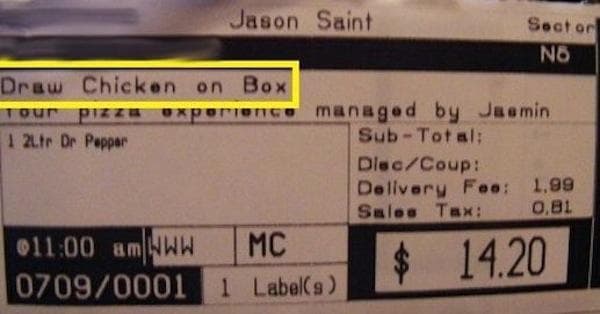 Jason Saint
Sector
N6
Draw Chicken on Box
Your pizza experience managed by Jasmin
1 2Ltr Dr Pepper
Sub-Total:
Disc/Coup:
Delivery Fee: 1.99
Sales Tax: 0.81
@11:00 am WWW MC
$ 14.20
0709/0001 1 Label(s)